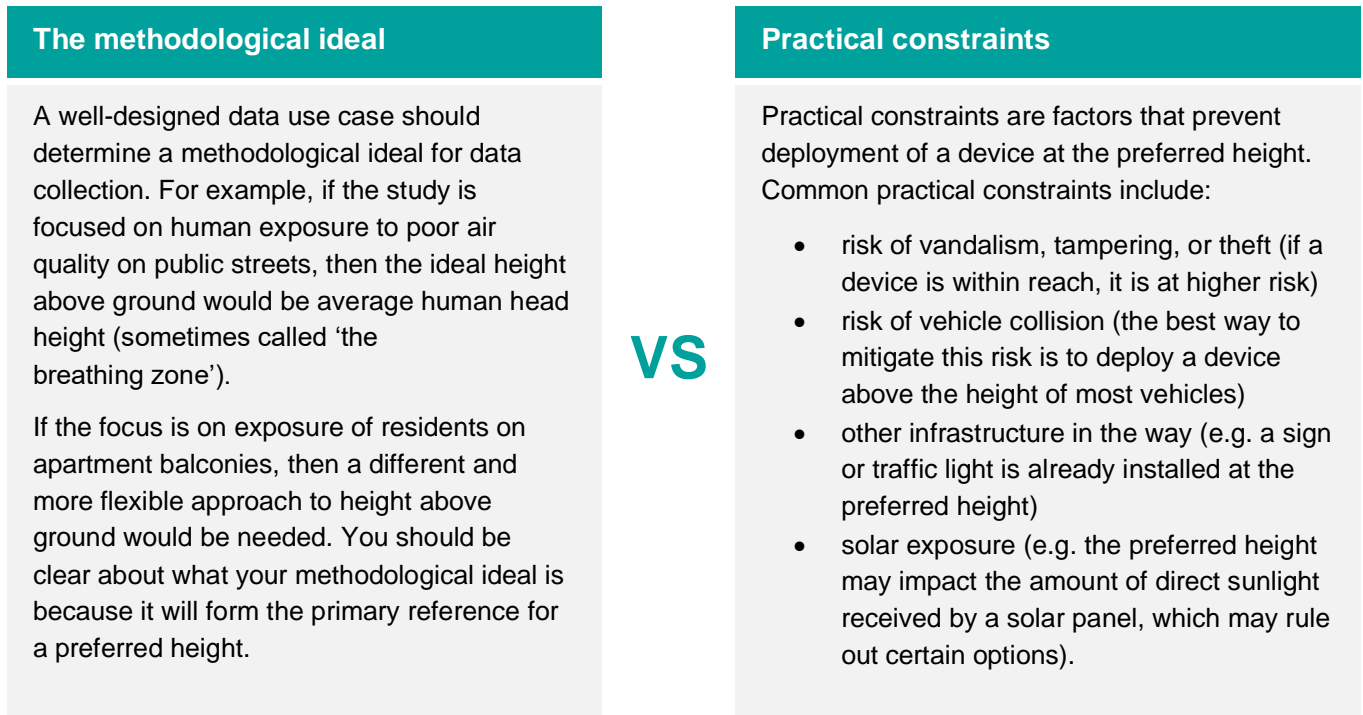 The methodological ideal
A well-designed data use case should
determine a methodological ideal for data
collection. For example, if the study is
focused on human exposure to poor air
quality on public streets, then the ideal height
above ground would be average human head
height (sometimes called ‘the
breathing zone’).
If the focus is on exposure of residents on
apartment balconies, then a different and
more flexible approach to height above
ground would be needed. You should be
clear about what your methodological ideal is
because it will form the primary reference for
a preferred height.
VS
Practical constraints
Practical constraints are factors that prevent
deployment of a device at the preferred height.
Common practical constraints include:
• risk of vandalism, tampering, or theft (if a
device is within reach, it is at higher risk)
• risk of vehicle collision (the best way to
mitigate this risk is to deploy a device
above the height of most vehicles)
• other infrastructure in the way (e.g. a sign
or traffic light is already installed at the
preferred height)
• solar exposure (e.g. the preferred height
may impact the amount of direct sunlight
received by a solar panel, which may rule
out certain options).